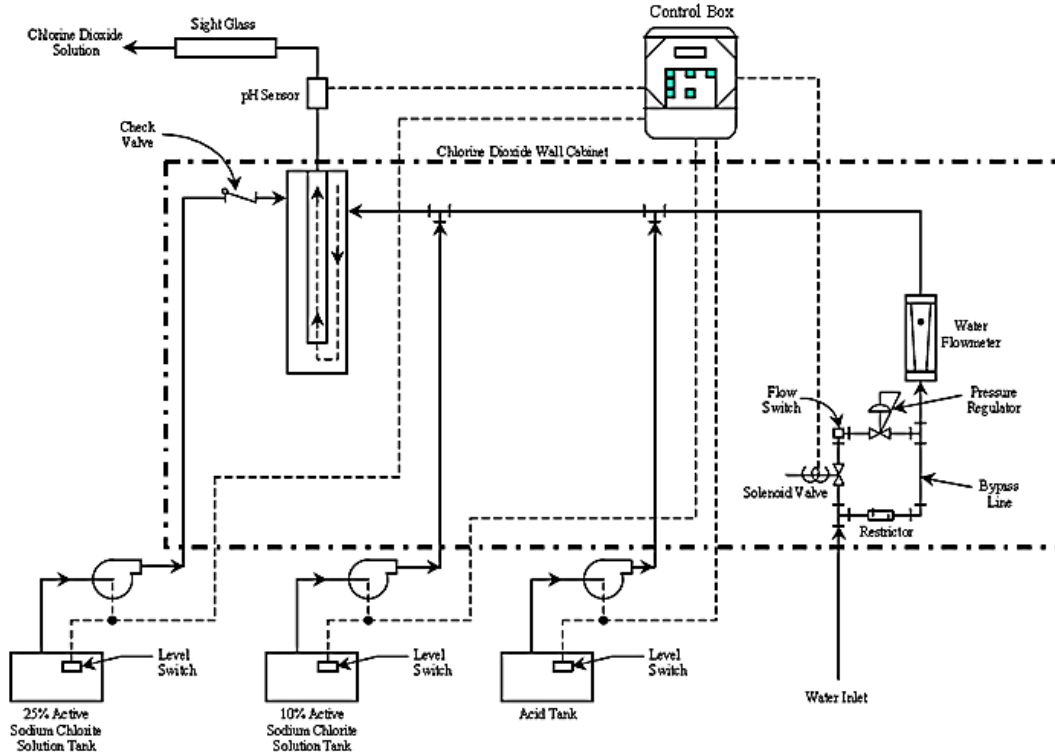 Control Box
Sight Glass
Chlorine Dioxide
Solution
pH Sensor
Check
Valve
Chlorine Dioxide Wall Cabinet
Water
Flowmeter
Flow
Switch
Pressure
Regulator
Solenoid Valve
Bypass
Line
Restrictor
Level
Switch
Level
Switch
Level
Switch
Water Inlet
25% Active
Sodium Chlorite
Solution Tank
10% Active
Sodium Chlorite
Solution Tank
Acid Tank